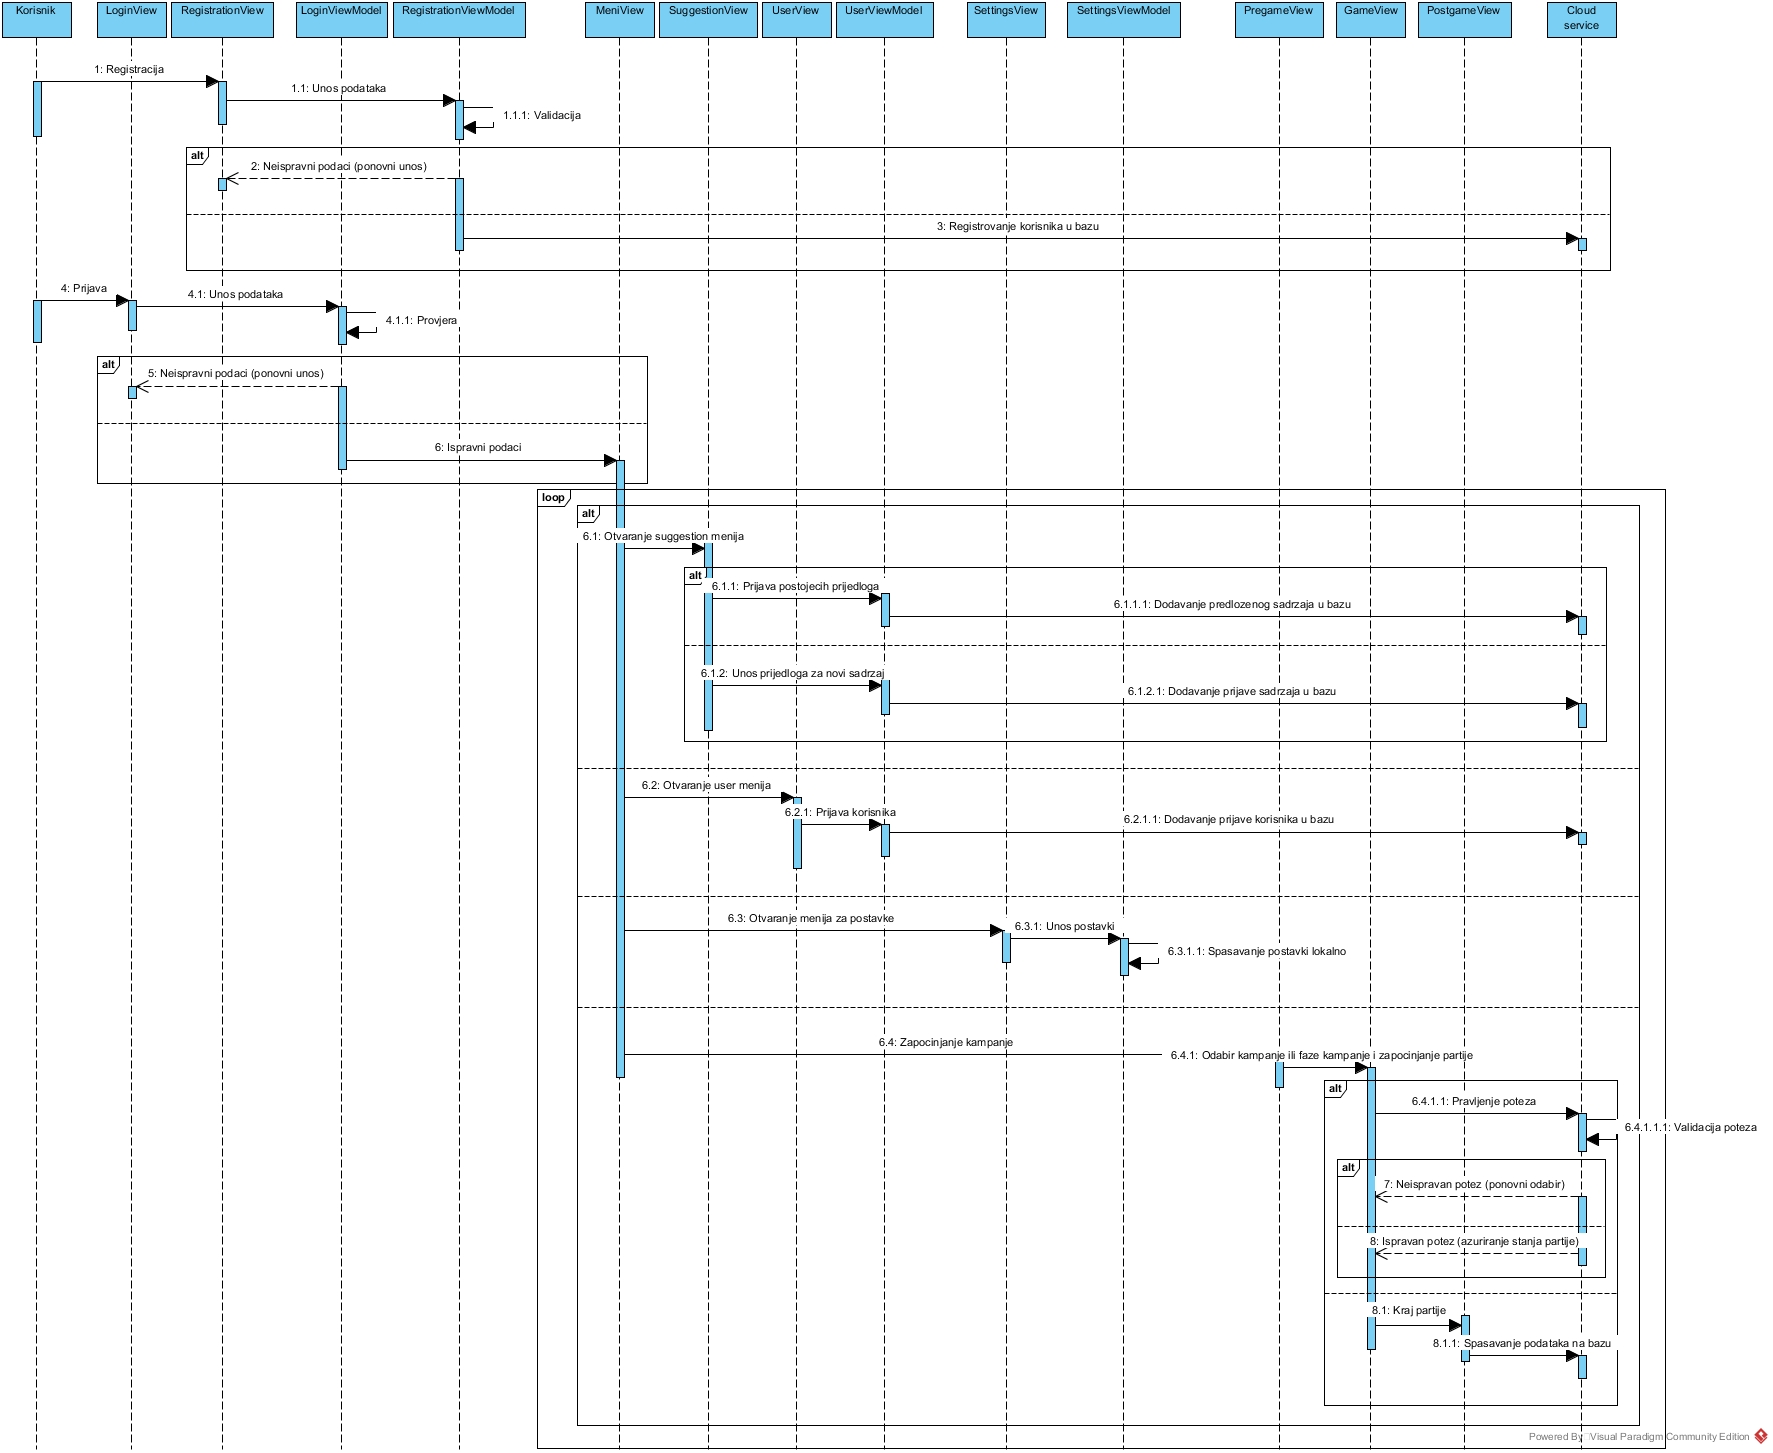 Korisnik
LoginView
RegistrationView
LoginViewModel
RegistrationViewModel
MeniView
SuggestionView
UserView
UserViewModel
SettingsView
SettingsViewModel
PregameView
GameView
PostgameView
Cloud
service
1: Registracija
1.1: Unos podataka
1.1.1: Validacija
alt
2: Neispravni podaci (ponovni unos)
3: Registrovanje korisnika u bazu
4: Prijava
4.1: Unos podataka
4.1.1: Provjera
alt
5: Neispravni podaci (ponovni unos)
6: Ispravni podaci
loop
alt
6.1: Otvaranje suggestion menija
alt
6.1.1: Prijava postojecih prijedloga
6.1.1.1: Dodavanje predlozenog sadrzaja u bazu
6.1.2: Unos prijedloga za novi sadrzaj
6.1.2.1: Dodavanje prijave sadrzaja u bazu
6.2: Otvaranje user menija
6.2.1: Prijava korisnika
6.2.1.1: Dodavanje prijave korisnika u bazu
6.3: Otvaranje menija za postavke
6.3.1: Unos postavki
6.3.1.1: Spasavanje postavki lokalno
6.4: Zapocinjanje kampanje
6.4.1: Odabir kampanje ili faze kampanje i zapocinjanje partije
alt
6.4.1.1: Pravljenje poteza
6.4.1.1.1: Validacija poteza
alt
7: Neispravan potez (ponovni odabir)
8: Ispravan potez (azuriranje stanja partije)
8.1: Kraj partije
8.1.1: Spasavanje podataka na bazu
Powered By Visual Paradigm Community Edition